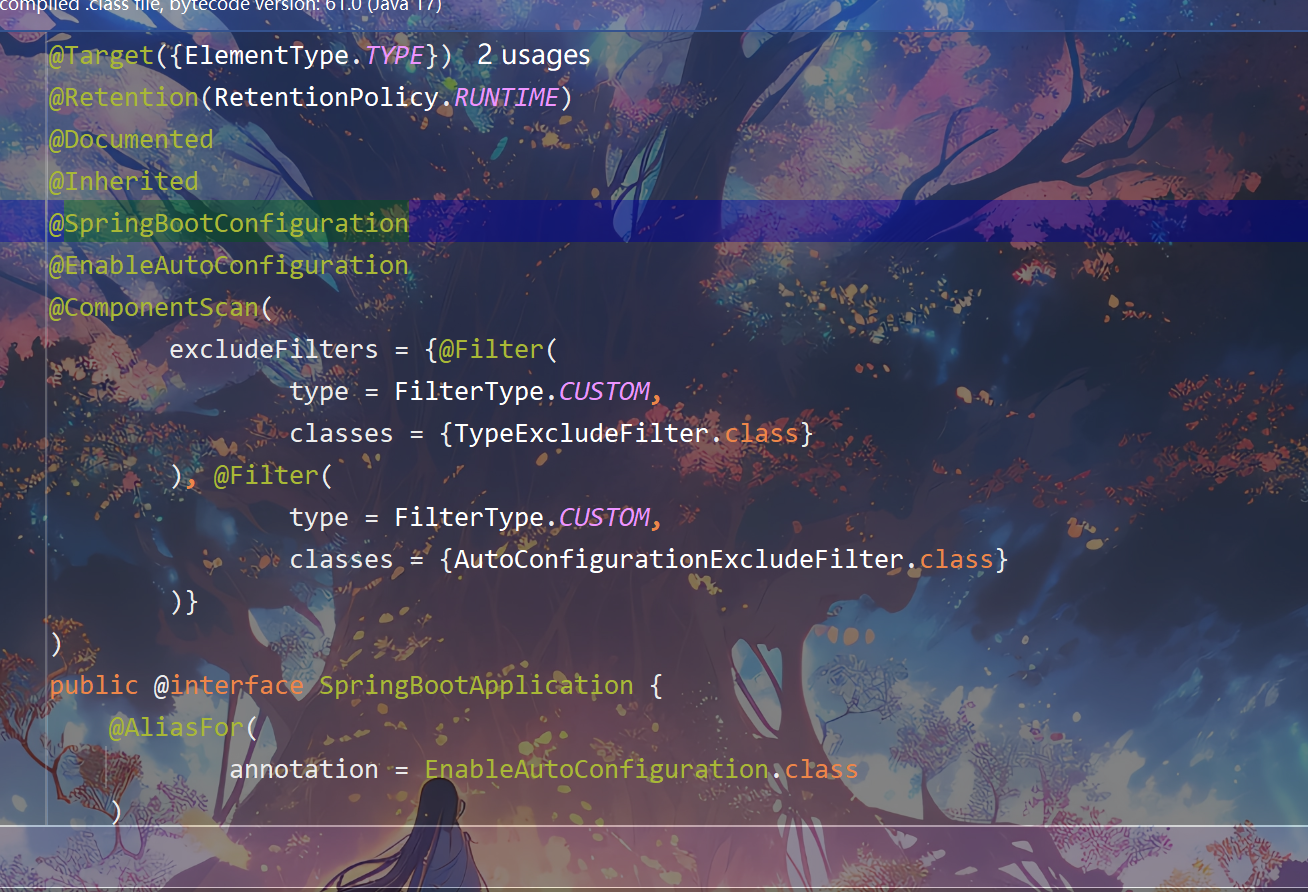 compiled .class file, bytecode version: 61.0 (Java 17)
@Target({ElementType.TYPE}) 2 usages
@Retention(RetentionPolicy.RUNTIME)
@Documented
@Inherited
@SpringBootConfiguration
@EnableAutoConfiguration
@ComponentScan(
excludeFilters = {@Filter(
type = FilterType.CUSTOM,
classes = {TypeExcludeFilter.class}
), @Filter(
type = FilterType.CUSTOM,
classes = {AutoConfigurationExcludeFilter.class}
)}
)
public @interface SpringBootApplication {
@AliasFor(
annotation = EnableAutoConfiguration.class
)